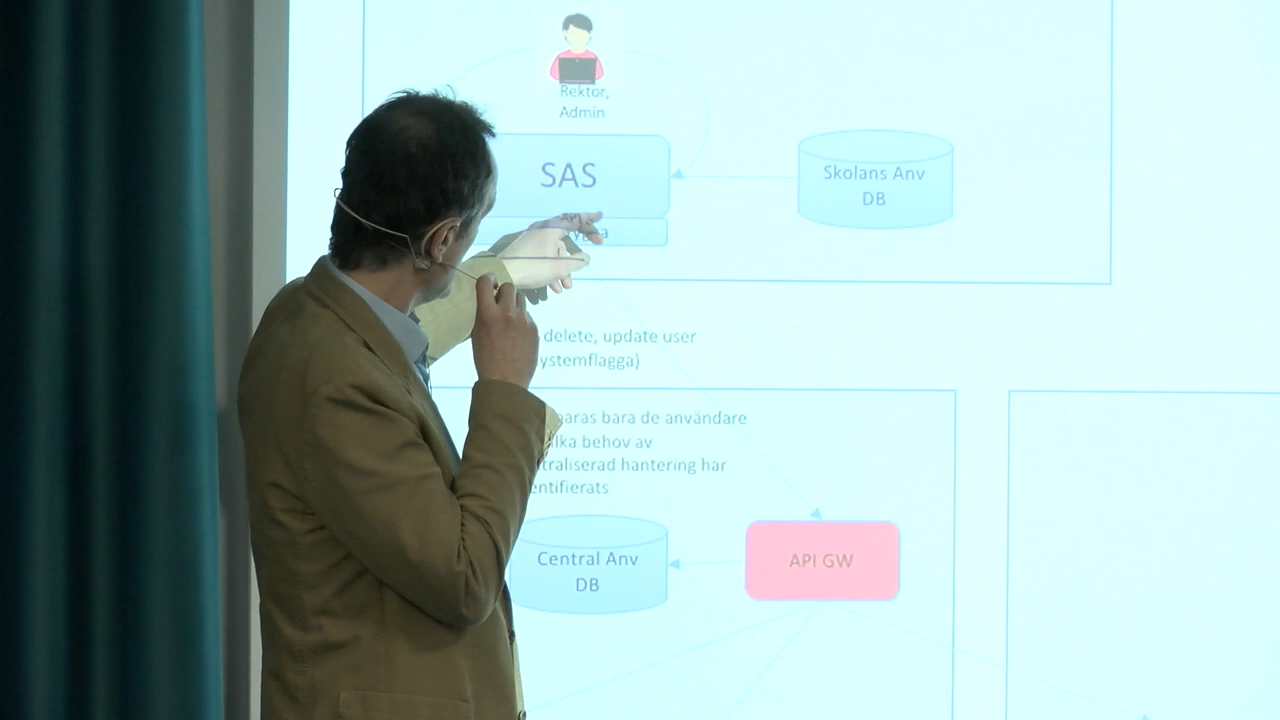 Rektor,
Admin
SAS
Skolans Anv
DB
delete, update user
ystemflagga)
paras bara de användare
lka behov av
traliserad hantering har
entifierats
Central Anv
DB
API GW